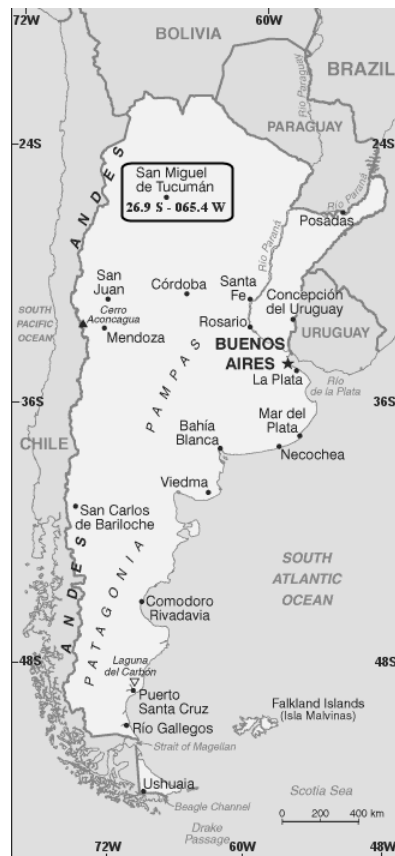 72W
60W
BOLIVIA
BRAZIL
Río Paraguay
PARAGUAY
24S
24S
San Miguel
de Tucumán
26.9 S - 065.4 W
ANDES
Río Paraná
Posadas
Río Paraná
San
Juan
Córdoba
Santa
Fe
Concepción
del Uruguay
Cerro
Aconcagua
SOUTH
PACIFIC
OCEAN
Mendoza
Rosario
URUGUAY
BUENOS
AIRES
La Plata
Río
de la Plata
PAMPAS
36S
36S
Mar del
Plata
Bahía
Blanca
Necochea
CHILE
Viedma
San Carlos
de Bariloche
SOUTH
ATLANTIC
OCEAN
ANDES
PATAGONIA
Comodoro
Rivadavia
48S
48S
Laguna
del Carbón
Puerto
Santa Cruz
Falkland Islands
(Isla Malvinas)
Río Gallegos
Strait of Magellan
Ushuaia
Scotia Sea
Beagle Channel
0 200 400 km
Drake
Passage
72W
60W
48W